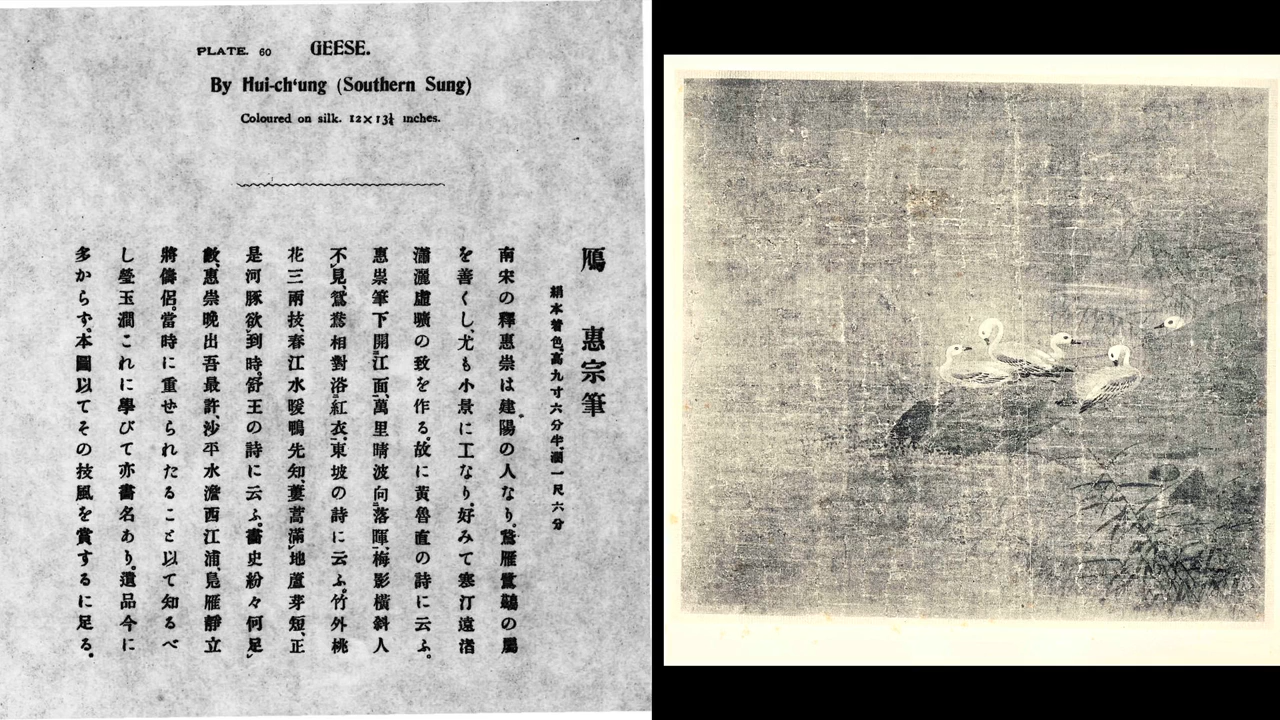 PLATE. 60 GEESE.
By Hui-ch'ung (Southern Sung)
Coloured on silk. 12×13¼ inches.
鴈 惠宗筆
絹本着色、高九寸六分半、濶一尺六分
南宋の釋惠崇は建陽の人なり。鵞雁鷺鷀の屬
を善くし、尤も小景に工なり。好みて寒汀遠渚
瀟灑虛曠の致を作る。故に黃魯直の詩に云ふ。
惠崇筆下開江面、萬里晴波向落暉、梅影橫斜人
不見、鴛鴦相對浴紅衣、東坡の詩に云ふ。竹外桃
花三兩技、春江水暖鴨先知、蔞蒿滿地蘆芽短、正
是河豚欲到時。舒王の詩に云ふ。畫史紛々何足
數、惠崇晚出吾最許、沙平水澹西江浦、鳧雁靜立
將儔侶。當時に重せられたること以て知るべ
し瑩玉澗これに學びて亦畫名あり。遺品今に
多からす。本圖以てその技風を賞するに足る。